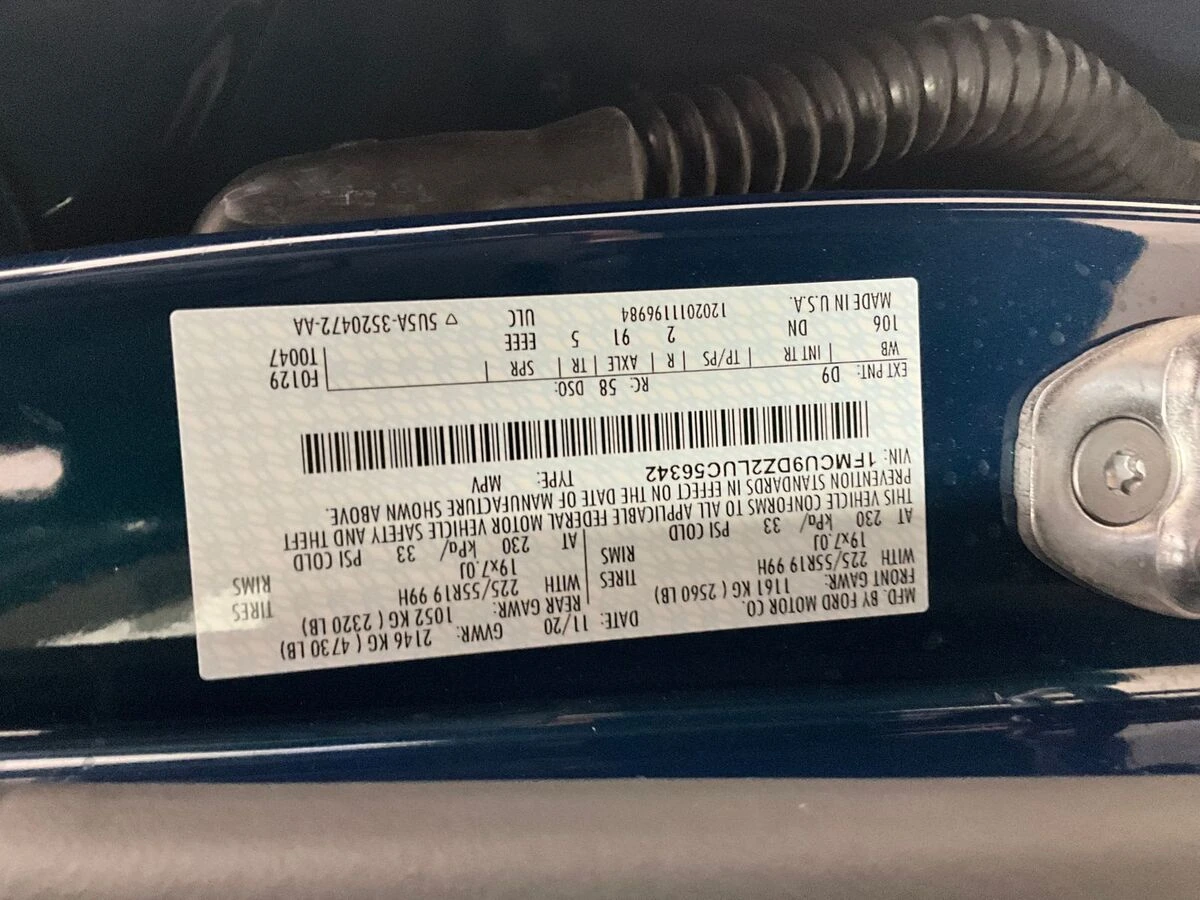 MFD. BY FORD MOTOR CO.
DATE: 11/20 GVWR: 2146 KG ( 4730 LB)
FRONT GAWR: 1161 KG ( 2560 LB) REAR GAWR: 1052 KG ( 2320 LB)
WITH 225/55R19 99H TIRES WITH 225/55R19 99H TIRES
19x7.0J RIMS 19x7.0J RIMS
AT 230 kPa/ 33 PSI COLD AT 230 kPa/ 33 PSI COLD
THIS VEHICLE CONFORMS TO ALL APPLICABLE FEDERAL MOTOR VEHICLE SAFETY AND THEFT
PREVENTION STANDARDS IN EFFECT ON THE DATE OF MANUFACTURE SHOWN ABOVE.
VIN: 1FMCU9DZ2LUC56342 TYPE: MPV
EXT PNT: D9 RC: 58 DSO: F0129
WB | INT TR | TP/PS | R | AXLE | TR | SPR | T0047
106 DN 2 91 5 EEEE
MADE IN U.S.A. 120201196984 ULC ▽ 5U5A-3520472-AA